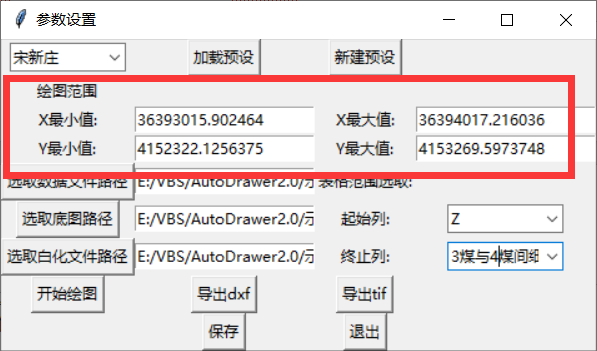 参数设置
宋新庄 加载预设 新建预设
绘图范围
X最小值: 36393015.902464 X最大值: 36394017.216036
Y最小值: 4152322.1256375 Y最大值: 4153269.5973748
选取数据文件路径 E:/VBS/AutoDrawer2.0/示 表格范围选取:
选取底图路径 E:/VBS/AutoDrawer2.0/示 起始列: Z
选取白化文件路径 E:/VBS/AutoDrawer2.0/示 终止列: 3煤与4煤间细
开始绘图 导出dxf 导出tif
保存 退出